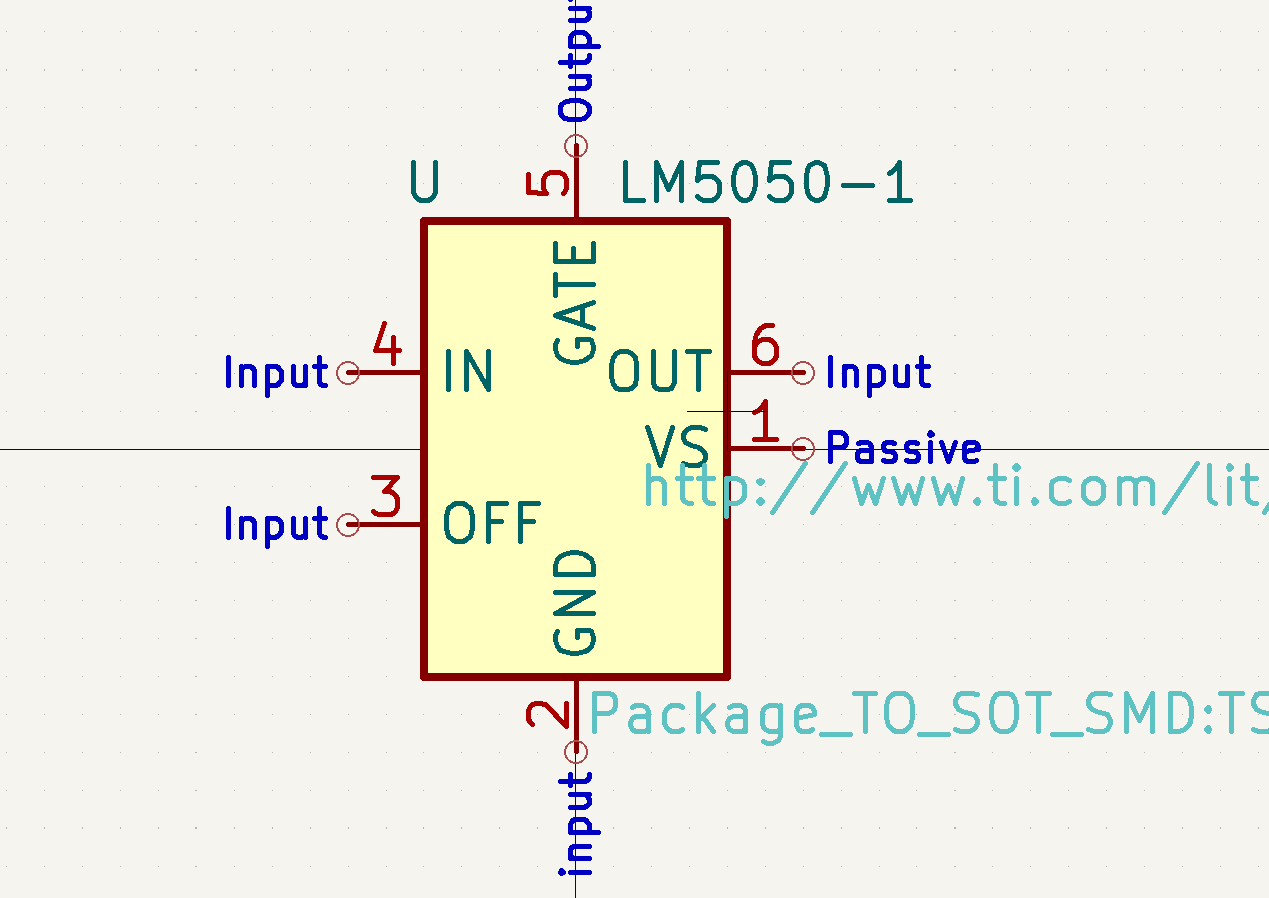 Outpu
U
5
LM5050-1
GATE
Input
4
IN
OUT
6
Input
VS
1
Passive
http://www.ti.com/lit/
Input
3
OFF
GND
2
Package_TO_SOT_SMD:TS
input